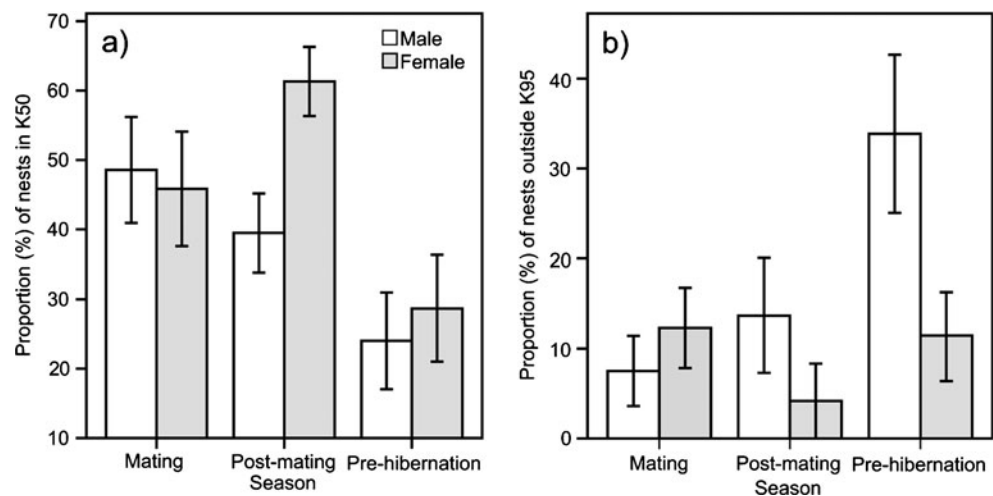 a)
Male
Female
Proportion (%) of nests in K50
70
60
50
40
30
20
10
Mating Post-mating Pre-hibernation
Season
b)
Proportion (%) of nests outside K95
40
30
20
10
0
Mating Post-mating Pre-hibernation
Season